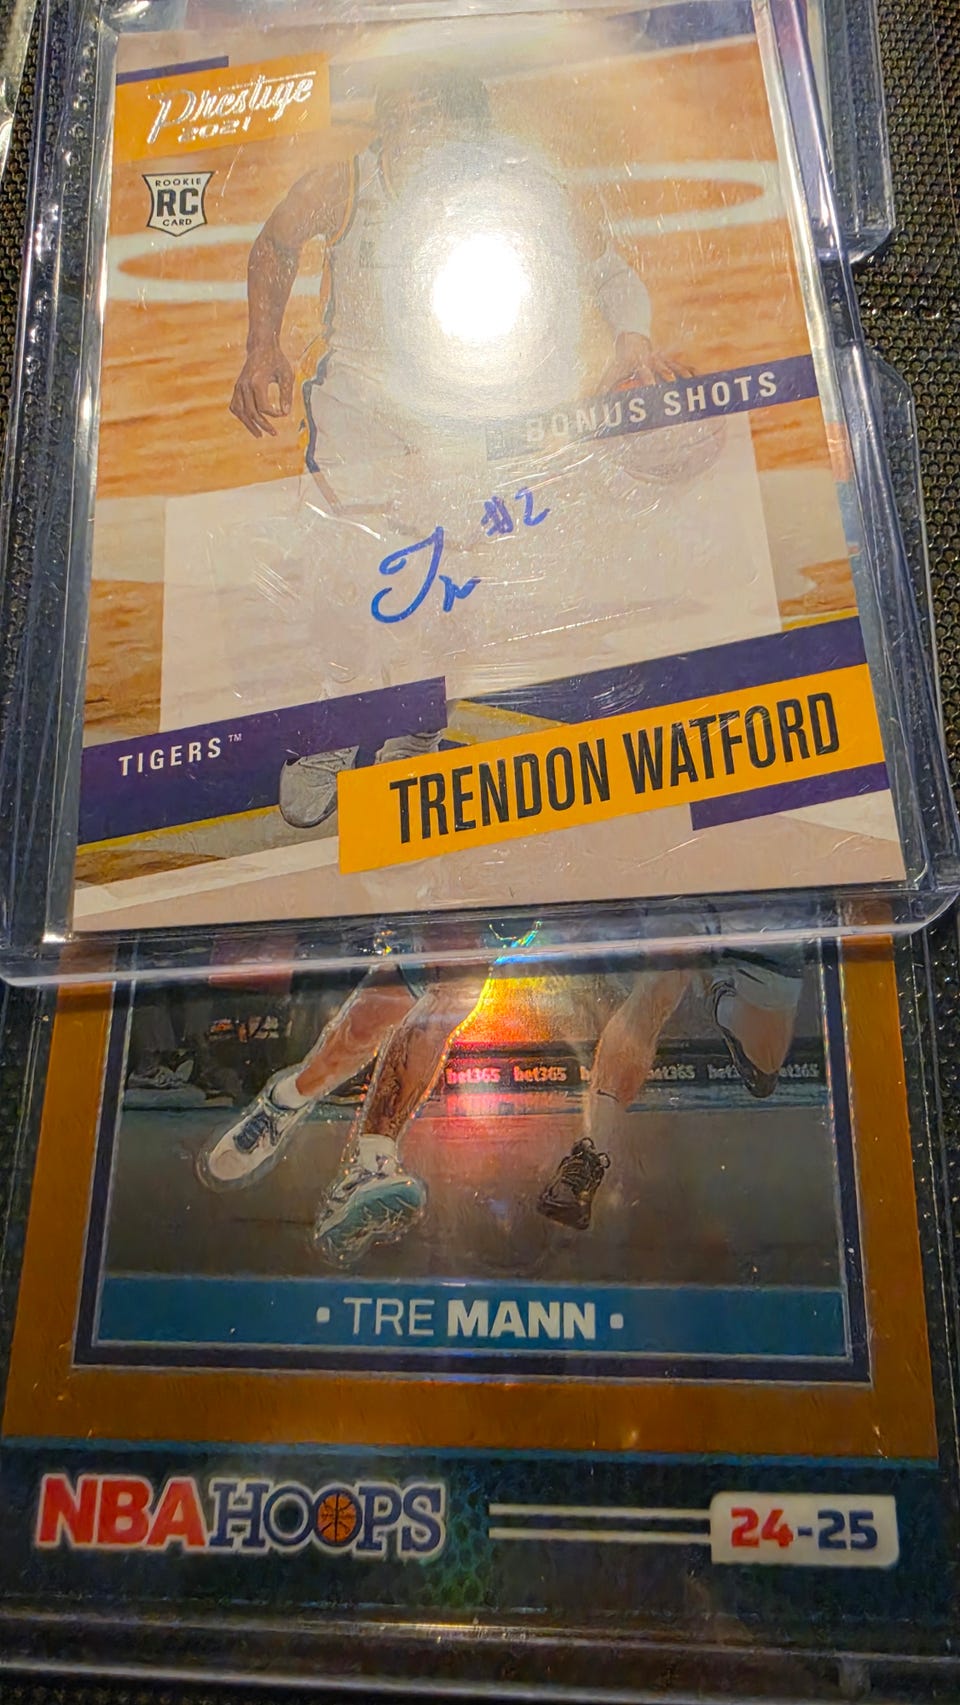 Prestige
2021
ROOKIE
RC
CARD
BONUS SHOTS
#2
TIGERS™
TRENDON WATFORD
bet365 bet365 bet365
• TRE MANN •
NBA HOOPS
24-25